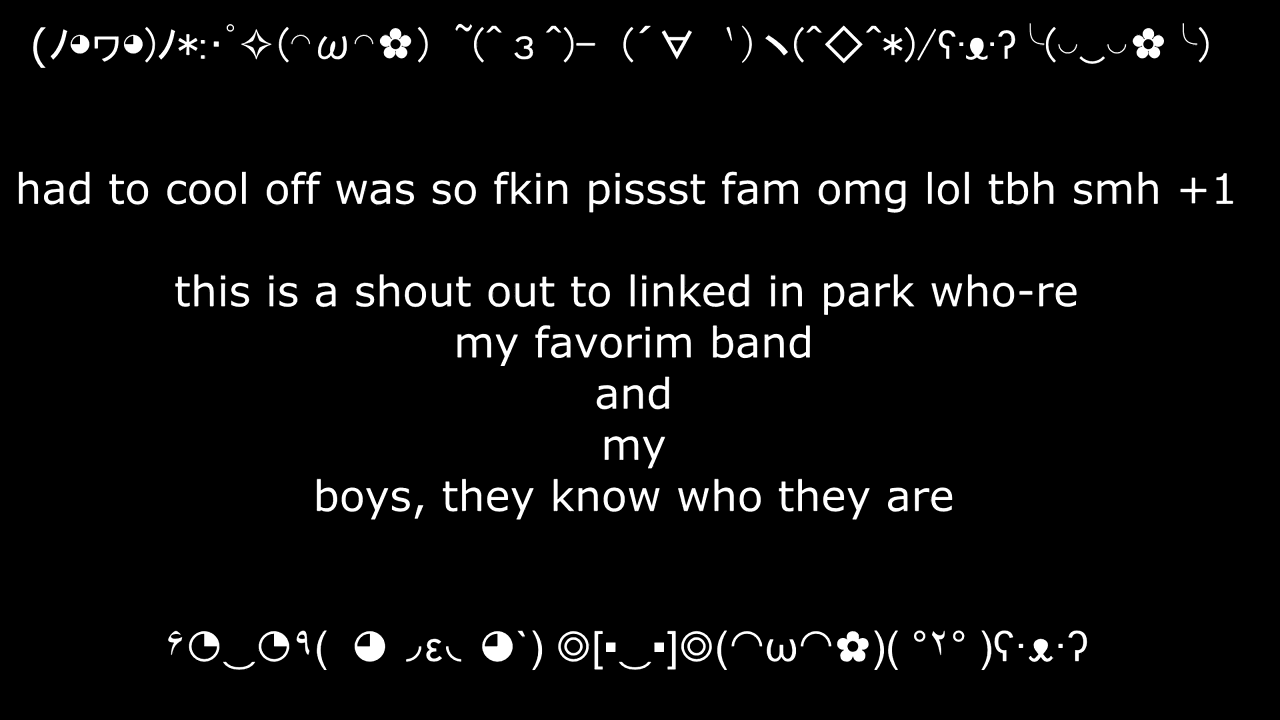 (ﾉ◕ヮ◕)ﾉ*:･ﾟ✧(◠ω◠✿) ˜(ˆ з ˆ)− (´∀｀)ヽ(ˆ◇ˆ*)/ʕ·ᴥ·ʔ╰(◡‿◡✿╰)
had to cool off was so fkin pissst fam omg lol tbh smh +1
this is a shout out to linked in park who-re
my favorim band
and
my
boys, they know who they are
۶◔‿◔٩( ◕ ◞ε◟ ◕`) ◎[▪‿▪]◎(◠ω◠✿)( °٢° )ʕ·ᴥ·ʔ